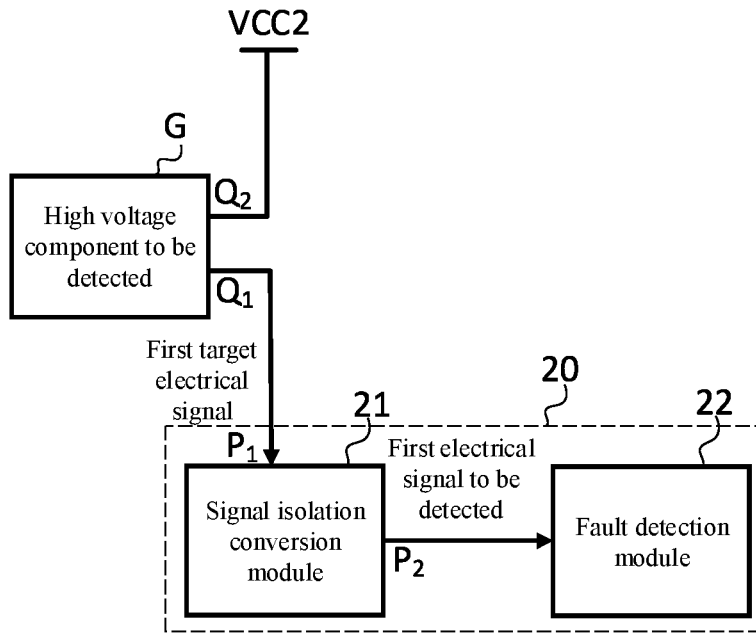 VCC2
G
Q2
High voltage
component to be
detected
Q1
First target
electrical
signal
20
21
22
P1
First electrical
signal to be
detected
Signal isolation
conversion
module
P2
Fault detection
module